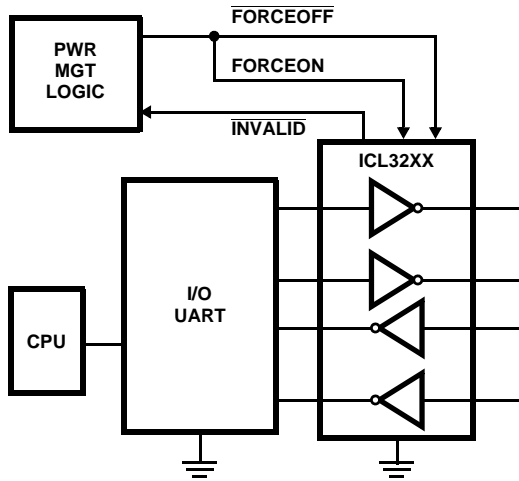 FORCEOFF
PWR
MGT
LOGIC
FORCEON
INVALID
ICL32XX
I/O
UART
CPU